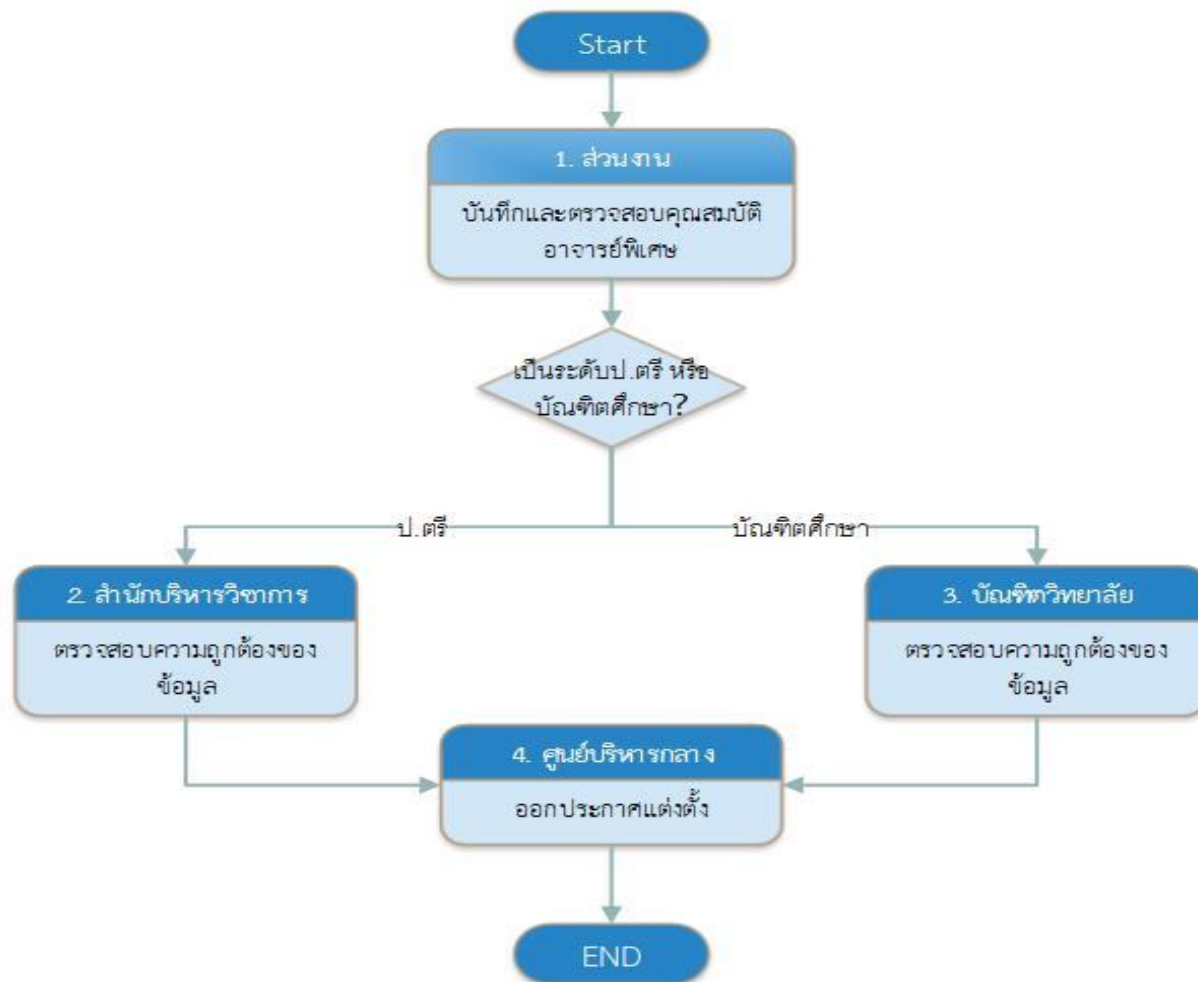 Start
1. ส่วนงาน
บันทึกและตรวจสอบคุณสมบัติ
อาจารย์พิเศษ
เป็นระดับป.ตรี หรือ
บัณฑิตศึกษา?
ป.ตรี
บัณฑิตศึกษา
2. สำนักบริหารวิชาการ
ตรวจสอบความถูกต้องของ
ข้อมูล
3. บัณฑิตวิทยาลัย
ตรวจสอบความถูกต้องของ
ข้อมูล
4. ศูนย์บริหารกลาง
ออกประกาศแต่งตั้ง
END